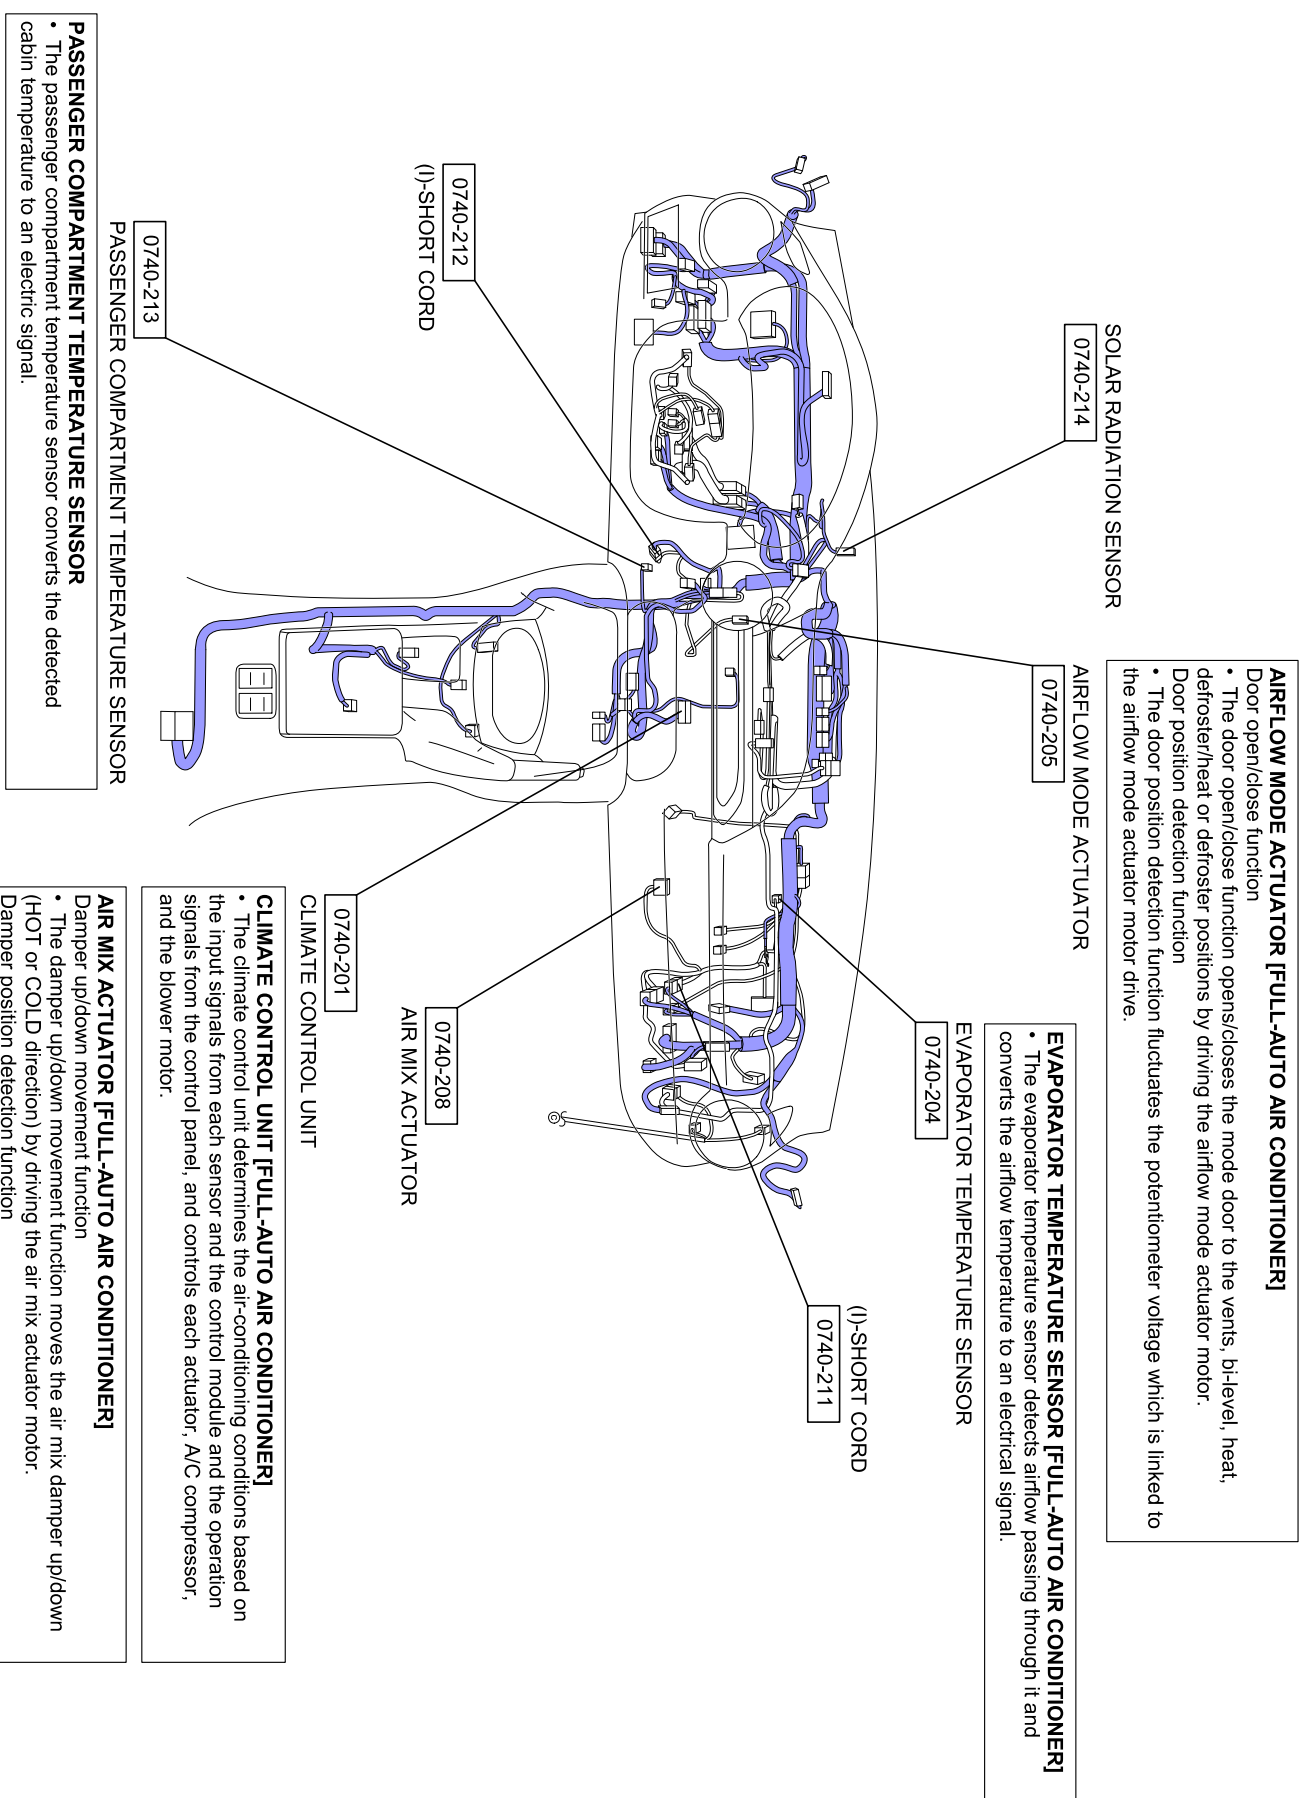 AIRFLOW MODE ACTUATOR [FULL-AUTO AIR CONDITIONER]
Door open/close function
• The door open/close function opens/closes the mode door to the vents, bi-level, heat,
defroster/heat or defroster positions by driving the airflow mode actuator motor.
Door position detection function
• The door position detection function fluctuates the potentiometer voltage which is linked to
the airflow mode actuator motor drive.
SOLAR RADIATION SENSOR
0740-214
AIRFLOW MODE ACTUATOR
0740-205
EVAPORATOR TEMPERATURE SENSOR [FULL-AUTO AIR CONDITIONER]
• The evaporator temperature sensor detects airflow passing through it and
converts the airflow temperature to an electrical signal.
EVAPORATOR TEMPERATURE SENSOR
0740-204
(I)-SHORT CORD
0740-211
0740-212
(I)-SHORT CORD
0740-213
PASSENGER COMPARTMENT TEMPERATURE SENSOR
0740-208
AIR MIX ACTUATOR
0740-201
CLIMATE CONTROL UNIT
PASSENGER COMPARTMENT TEMPERATURE SENSOR
• The passenger compartment temperature sensor converts the detected
cabin temperature to an electric signal.
CLIMATE CONTROL UNIT [FULL-AUTO AIR CONDITIONER]
• The climate control unit determines the air-conditioning conditions based on
the input signals from each sensor and the control module and the operation
signals from the control panel, and controls each actuator, A/C compressor,
and the blower motor.
AIR MIX ACTUATOR [FULL-AUTO AIR CONDITIONER]
Damper up/down movement function
• The damper up/down movement function moves the air mix damper up/down
(HOT or COLD direction) by driving the air mix actuator motor.
Damper position detection function